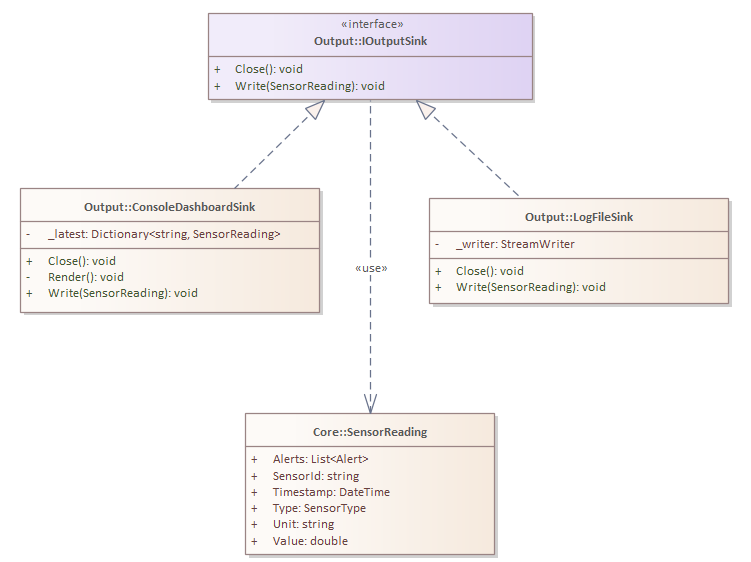 «interface»
Output::IOutputSink
+ Close(): void
+ Write(SensorReading): void
Output::ConsoleDashboardSink
- _latest: Dictionary<string, SensorReading>
+ Close(): void
- Render(): void
+ Write(SensorReading): void
Output::LogFileSink
- _writer: StreamWriter
+ Close(): void
+ Write(SensorReading): void
«use»
Core::SensorReading
+ Alerts: List<Alert>
+ SensorId: string
+ Timestamp: DateTime
+ Type: SensorType
+ Unit: string
+ Value: double